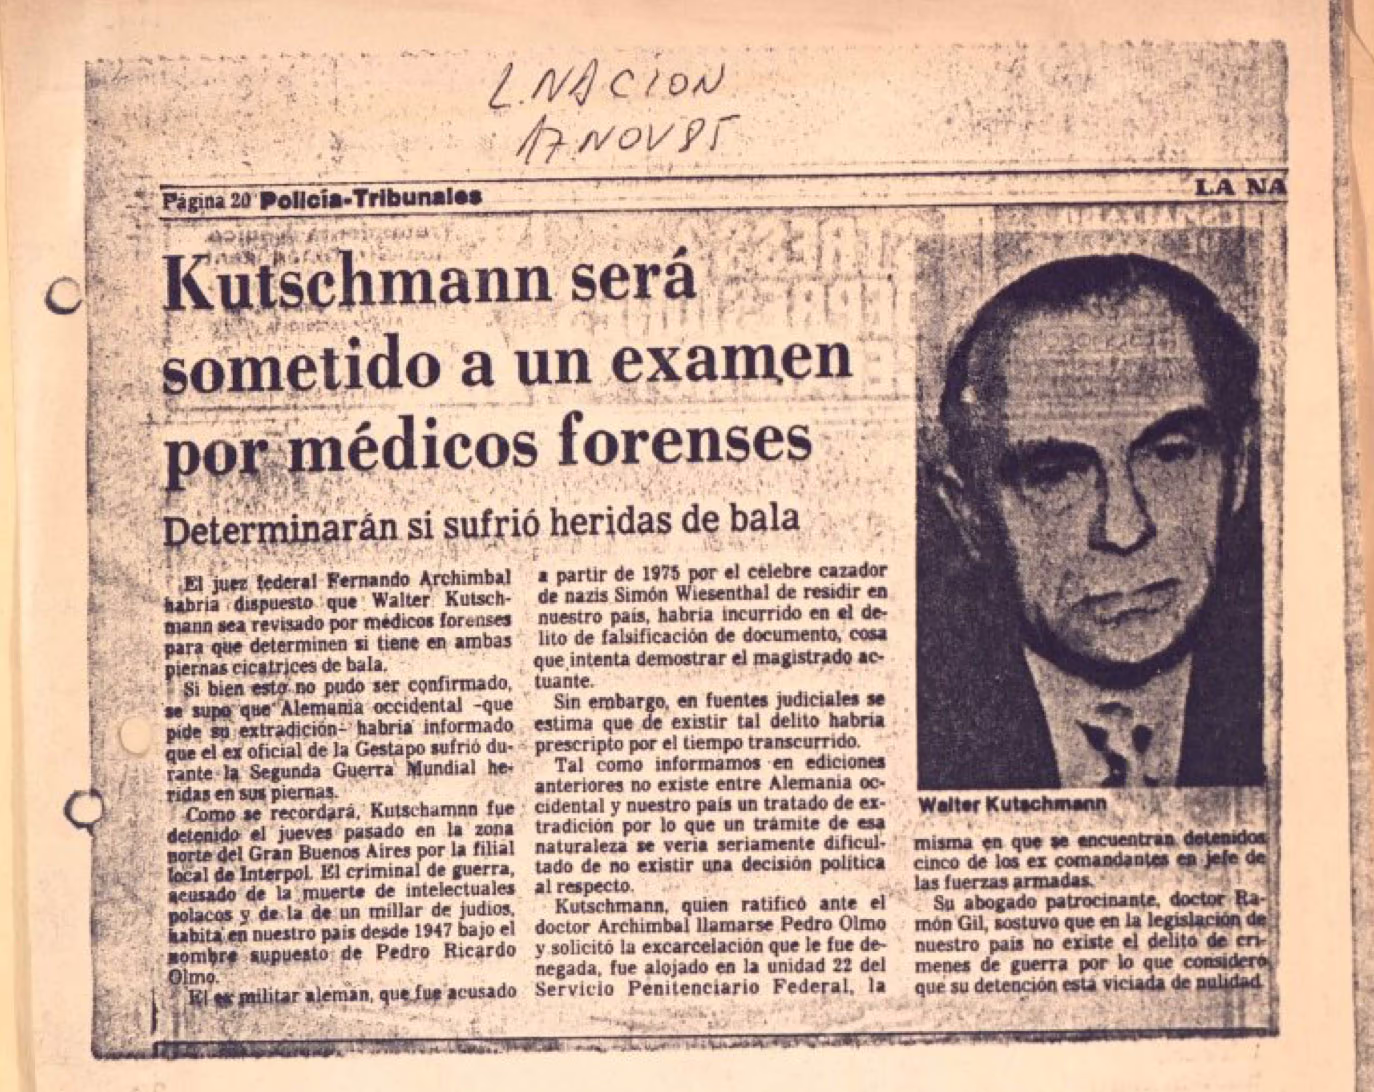 L. NACION
17 NOV 85
Página 20 Policía-Tribunales
LA NA
Kutschmann será
sometido a un examen
por médicos forenses
Determinarán si sufrió heridas de bala
El juez federal Fernando Archimbal
habría dispuesto que Walter Kutsch-
mann sea revisado por médicos forenses
para que determinen si tiene en ambas
piernas cicatrices de bala.
Si bien esto no pudo ser confirmado,
se supo que Alemania occidental -que
pide su extradición- habría informado
que el ex oficial de la Gestapo sufrió du-
rante la Segunda Guerra Mundial he-
ridas en sus piernas.
Como se recordará, Kutschamnn fue
detenido el jueves pasado en la zona
norte del Gran Buenos Aires por la filial
local de Interpol. El criminal de guerra,
acusado de la muerte de intelectuales
polacos y de la de un millar de judíos,
habita en nuestro país desde 1947 bajo el
nombre supuesto de Pedro Ricardo
Olmo.
El ex militar alemán, que fue acusado
a partir de 1975 por el célebre cazador
de nazis Simón Wiesenthal de residir en
nuestro país, habría incurrido en el de-
lito de falsificación de documento, cosa
que intenta demostrar el magistrado ac-
tuante.
Sin embargo, en fuentes judiciales se
estima que de existir tal delito habría
prescripto por el tiempo transcurrido.
Tal como informamos en ediciones
anteriores no existe entre Alemania oc-
cidental y nuestro país un tratado de ex-
tradición por lo que un trámite de esa
naturaleza se vería seriamente dificul-
tado de no existir una decisión política
al respecto.
Kutschmann, quien ratificó ante el
doctor Archimbal llamarse Pedro Olmo
y solicitó la excarcelación que le fue de-
negada, fue alojado en la unidad 22 del
Servicio Penitenciario Federal, la
Walter Kutschmann
misma en que se encuentran detenidos
cinco de los ex comandantes en jefe de
las fuerzas armadas.
Su abogado patrocinante, doctor Ra-
món Gil, sostuvo que en la legislación de
nuestro país no existe el delito de crí-
menes de guerra por lo que consideró
que su detención está viciada de nulidad.